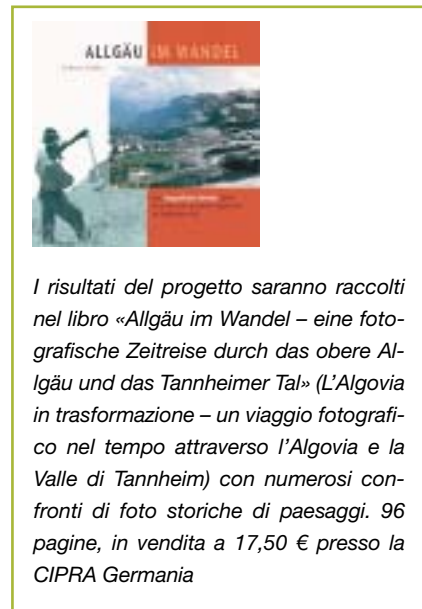 ALLGÄU IM WANDEL
I risultati del progetto saranno raccolti
nel libro «Allgäu im Wandel – eine foto-
grafische Zeitreise durch das obere Al-
lgäu und das Tannheimer Tal» (L'Algovia
in trasformazione – un viaggio fotografi-
co nel tempo attraverso l'Algovia e la
Valle di Tannheim) con numerosi con-
fronti di foto storiche di paesaggi. 96
pagine, in vendita a 17,50 € presso la
CIPRA Germania